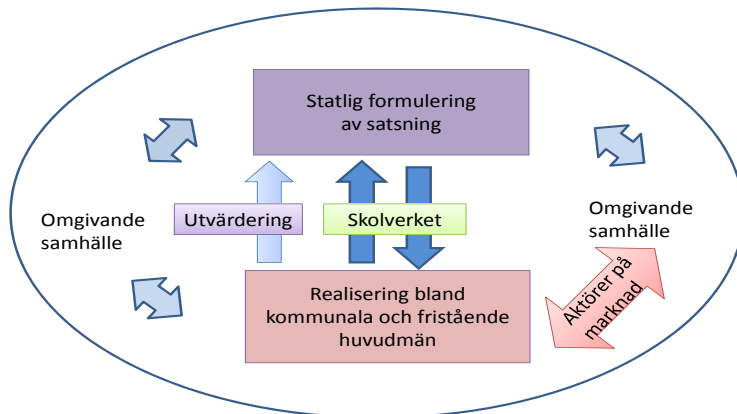 Statlig formulering
av satsning
Omgivande
samhälle
Utvärdering
Skolverket
Omgivande
samhälle
Aktörer på
marknad
Realisering bland
kommunala och fristående
huvudmän